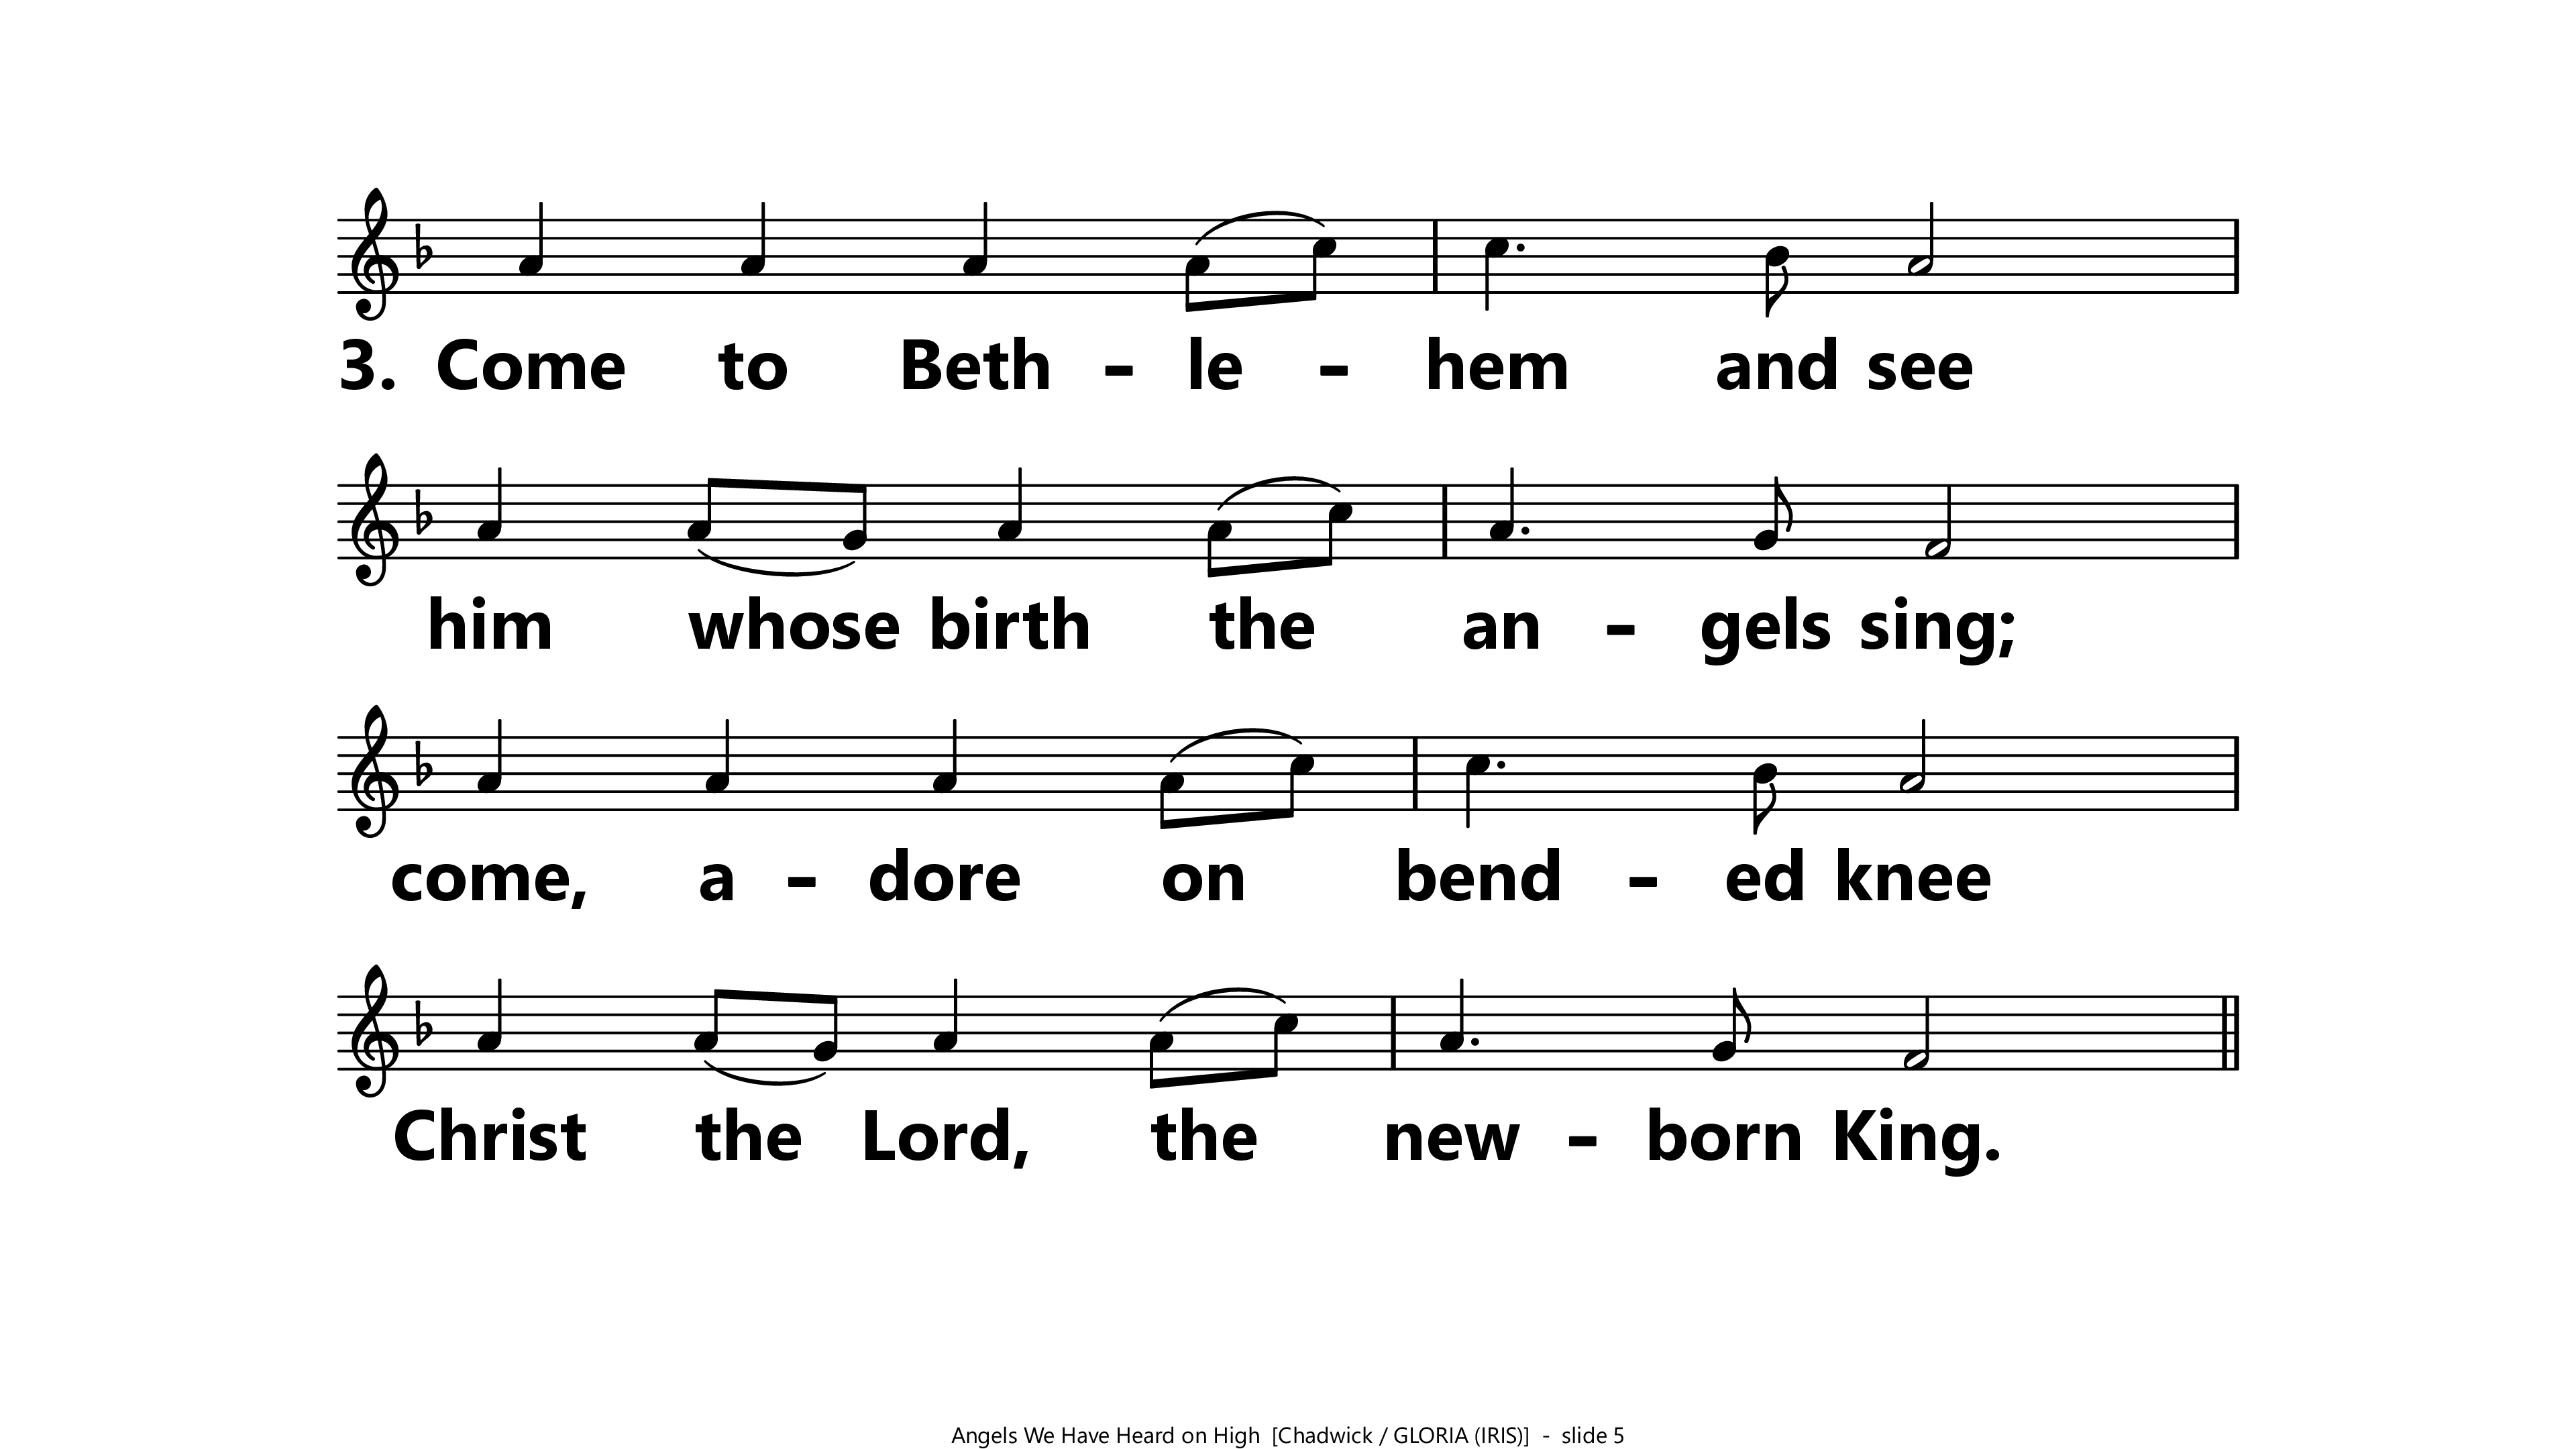 3. Come to Beth - le - hem and see
him whose birth the an - gels sing;
come, a - dore on bend - ed knee
Christ the Lord, the new - born King.
Angels We Have Heard on High [Chadwick / GLORIA (IRIS)] - slide 5